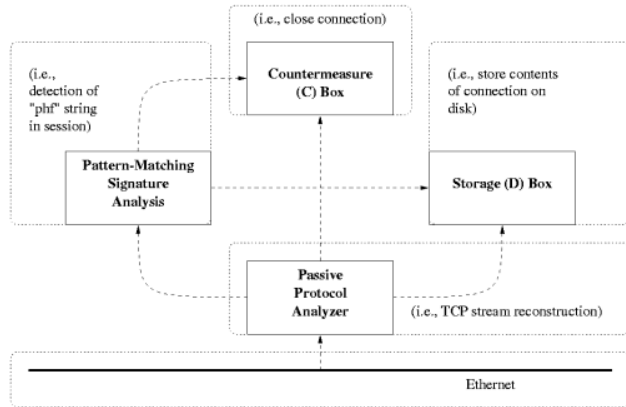 (i.e., close connection)
Countermeasure
(C) Box
(i.e.,
detection of
"phf" string
in session)
(i.e., store contents
of connection on
disk)
Pattern-Matching
Signature
Analysis
Storage (D) Box
Passive
Protocol
Analyzer
(i.e., TCP stream reconstruction)
Ethernet